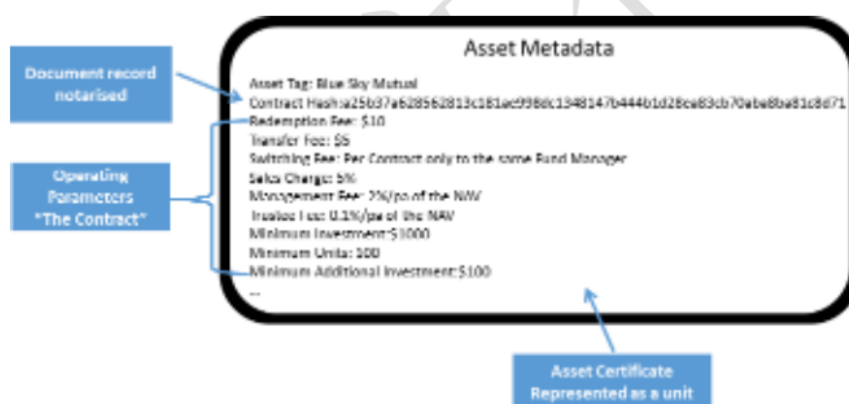 Asset Metadata
Document record
notarised
Asset Tag: Blue Sky Mutual
Contract Hash:a25b37a628562813c181ac998dc1348147b444b1d28ea83cb70aba8ba81c8d71
Redemption Fee: $10
Transfer Fee: $5
Switching Fee: Per Contract only to the same Fund Manager
Sales Charge: 5%
Management Fee: 2%/pa of the NAV
Trustee Fee: 0.1%/pa of the NAV
Minimum Investment:$1000
Minimum Units: 100
Minimum Additional Investment:$100
...
Operating
Parameters
"The Contract"
Asset Certificate
Represented as a unit